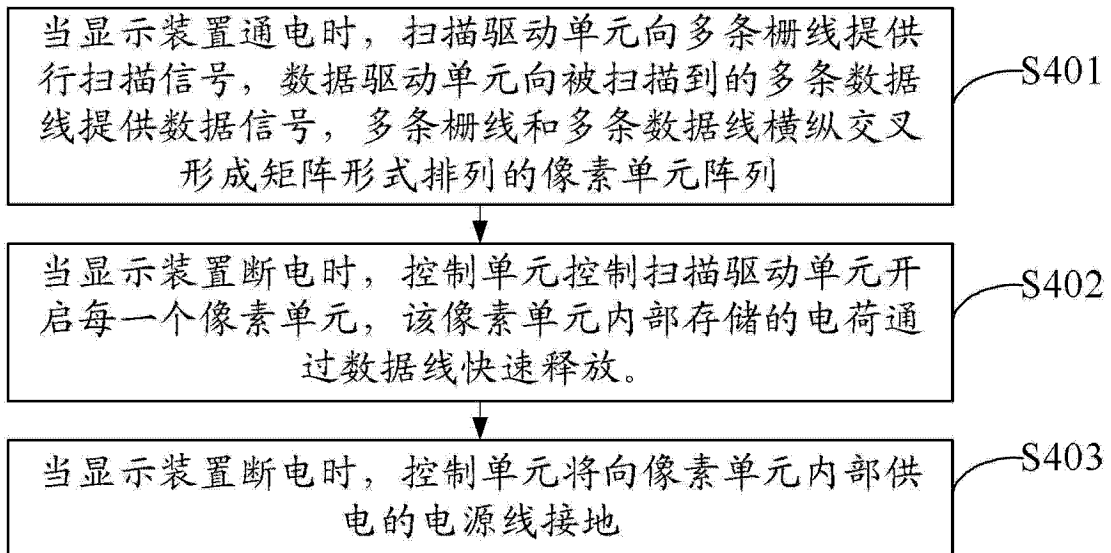 当显示装置通电时，扫描驱动单元向多条栅线提供
行扫描信号，数据驱动单元向被扫描到的多条数据
线提供数据信号，多条栅线和多条数据线横纵交叉
形成矩阵形式排列的像素单元阵列
S401
当显示装置断电时，控制单元控制扫描驱动单元开
启每一个像素单元，该像素单元内部存储的电荷通
过数据线快速释放。
S402
当显示装置断电时，控制单元将向像素单元内部供
电的电源线接地
S403